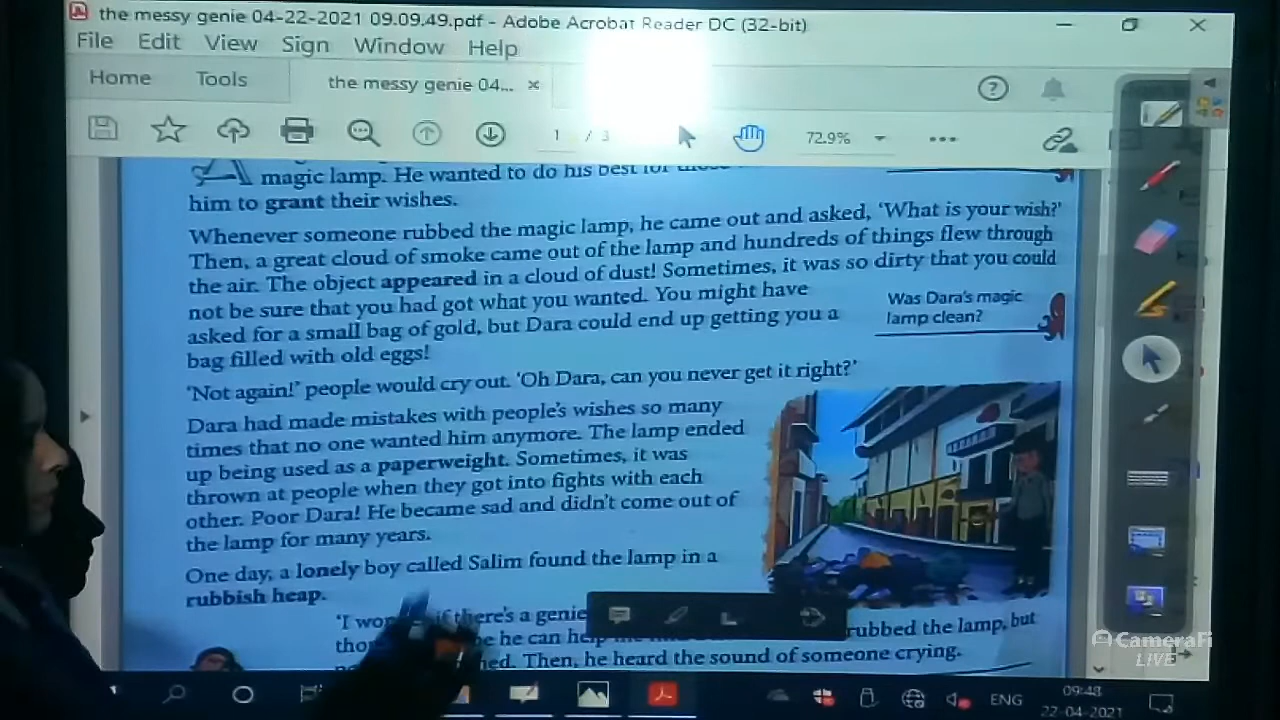 the messy genie 04-22-2021 09.09.49.pdf - Adobe Acrobat Reader DC (32-bit)
File Edit View Sign Window Help
Home Tools the messy genie 04... ×
1 / 3 72.9%
magic lamp. He wanted to do his best for
him to grant their wishes.
Whenever someone rubbed the magic lamp, he came out and asked, ‘What is your wish?’
Then, a great cloud of smoke came out of the lamp and hundreds of things flew through
the air. The object appeared in a cloud of dust! Sometimes, it was so dirty that you could
not be sure that you had got what you wanted. You might have
asked for a small bag of gold, but Dara could end up getting you a
bag filled with old eggs!
Was Dara's magic
lamp clean?
‘Not again!’ people would cry out. ‘Oh Dara, can you never get it right?’
Dara had made mistakes with people's wishes so many
times that no one wanted him anymore. The lamp ended
up being used as a paperweight. Sometimes, it was
thrown at people when they got into fights with each
other. Poor Dara! He became sad and didn't come out of
the lamp for many years.
One day, a lonely boy called Salim found the lamp in a
rubbish heap.
‘I if there's a genie
he can rubbed the lamp, but
Then, he heard the sound of someone crying.
CameraFi
LIVE
ENG
09:48
22-04-2021